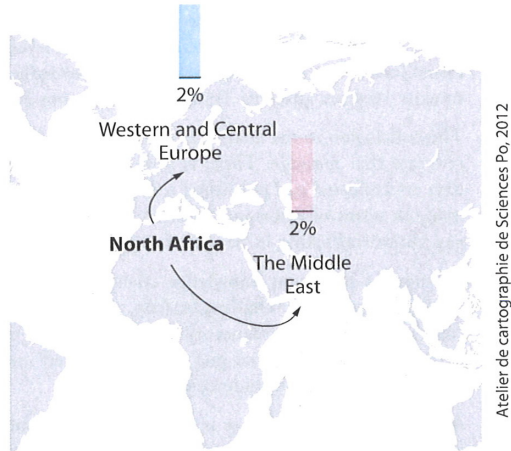 2%
Western and Central
Europe
2%
North Africa
The Middle
East
Atelier de cartographie de Sciences Po, 2012